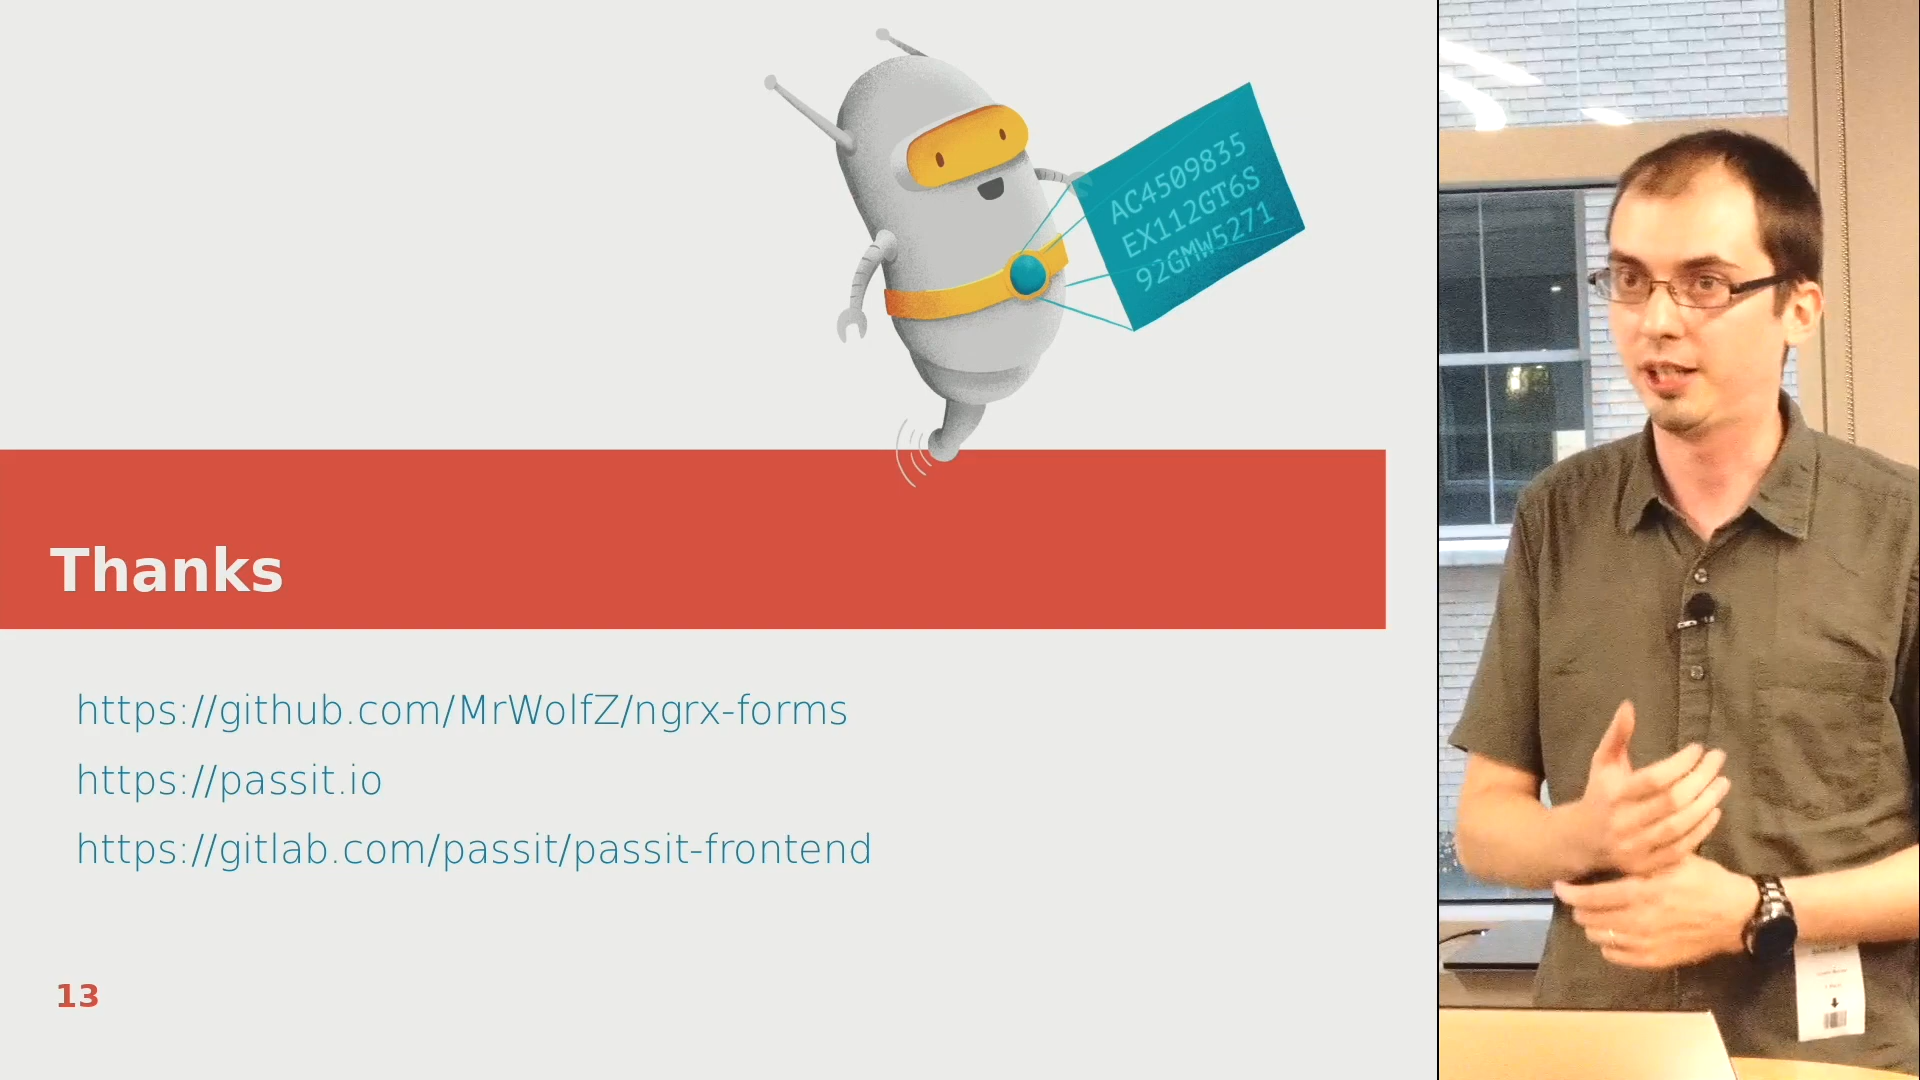 AC4509835
EX112GT6S
92GMW5271
Thanks
https://github.com/MrWolfZ/ngrx-forms
https://passit.io
https://gitlab.com/passit/passit-frontend
13